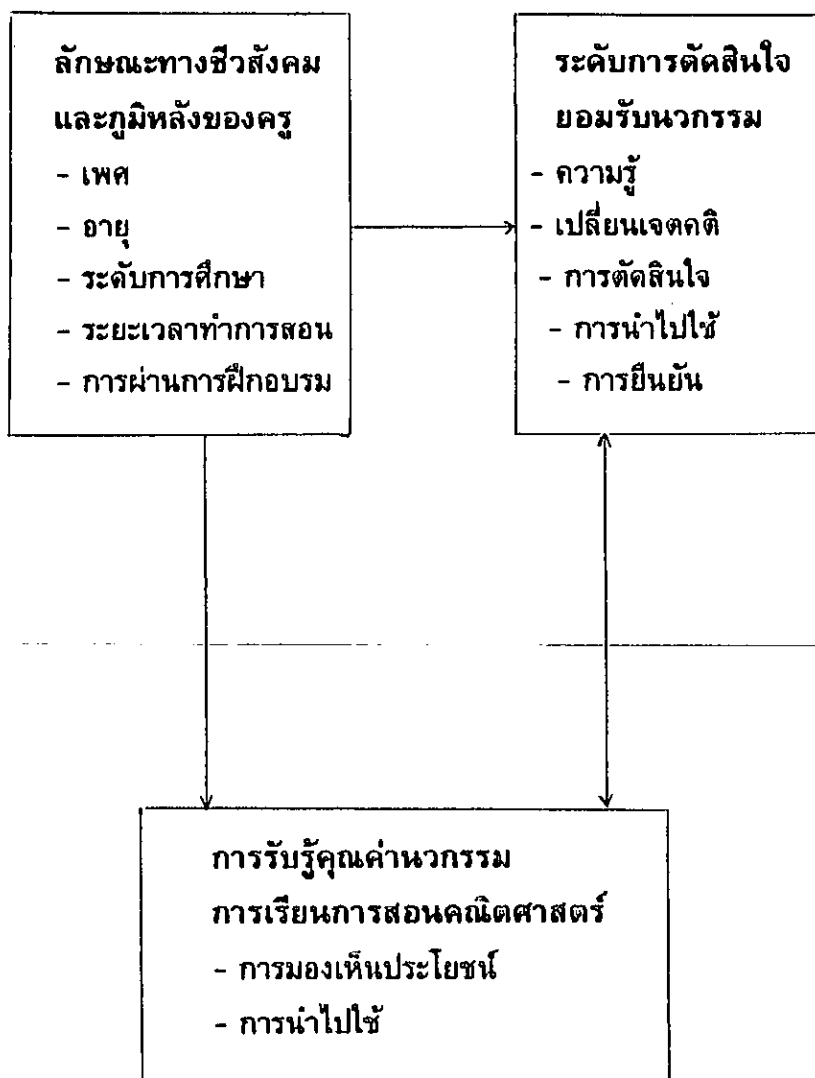 ลักษณะทางชีวสังคม
และภูมิหลังของครู
- เพศ
- อายุ
- ระดับการศึกษา
- ระยะเวลาทำการสอน
- การผ่านการฝึกอบรม
ระดับการตัดสินใจ
ยอมรับนวกรรม
- ความรู้
- เปลี่ยนเจตคติ
- การตัดสินใจ
- การนำไปใช้
- การยืนยัน
การรับรู้คุณค่านวกรรม
การเรียนการสอนคณิตศาสตร์
- การมองเห็นประโยชน์
- การนำไปใช้